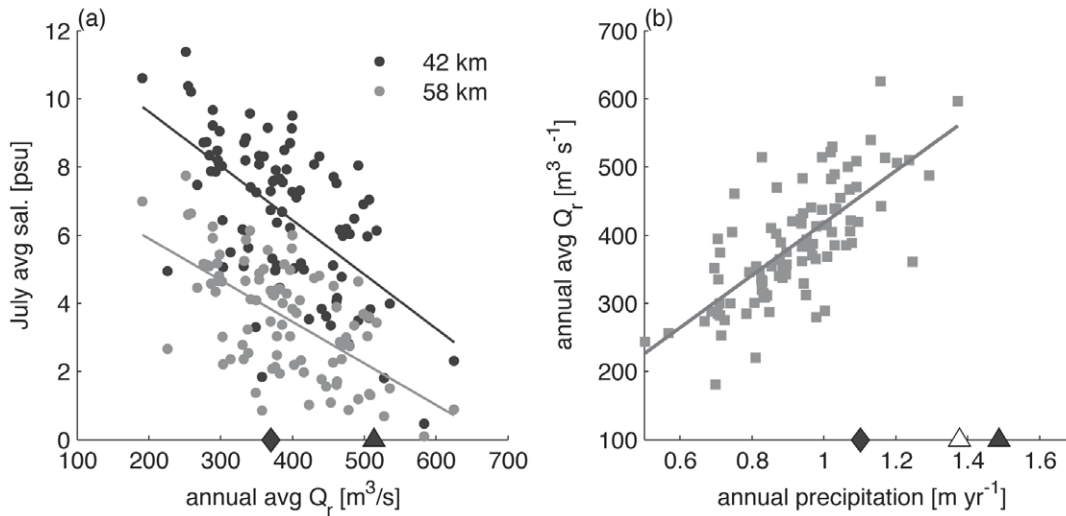 (a)
12
10
8
6
4
2
0
July avg sal. [psu]
42 km
58 km
100 200 300 400 500 600 700
annual avg Qr [m³/s]
(b)
700
600
500
400
300
200
100
annual avg Qr [m³ s⁻¹]
0.6 0.8 1 1.2 1.4 1.6
annual precipitation [m yr⁻¹]